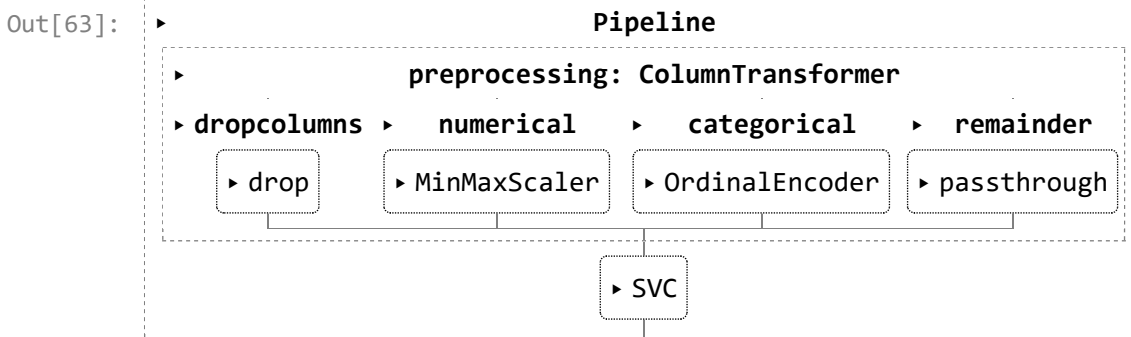 Out[63]: ▸ Pipeline
▸ preprocessing: ColumnTransformer
▸ dropcolumns ▸ numerical ▸ categorical ▸ remainder
▸ drop ▸ MinMaxScaler ▸ OrdinalEncoder ▸ passthrough
▸ SVC